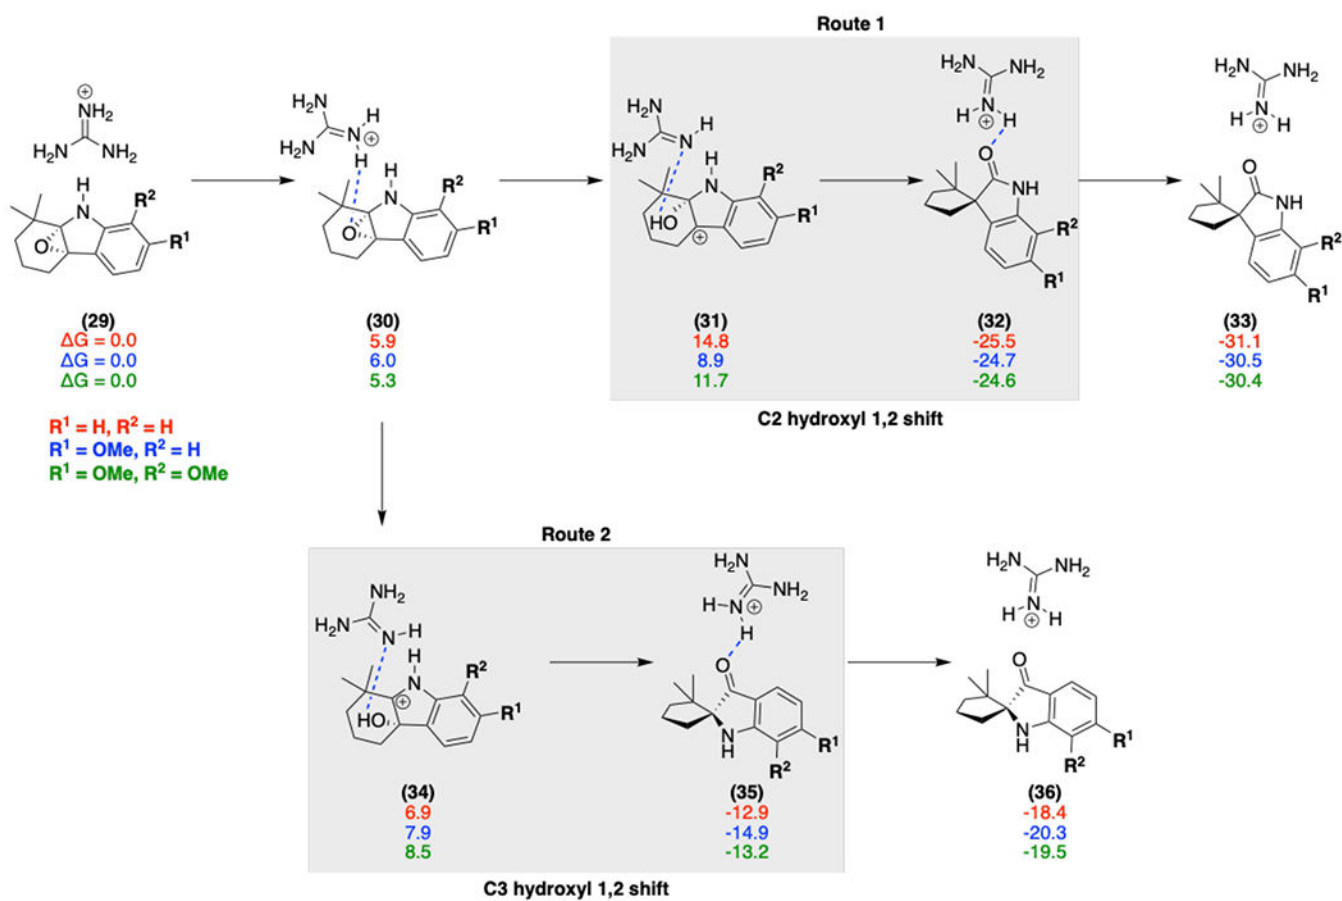 Route 1
⊕
NH₂
H₂N NH₂
H
N R²
O R¹
(29)
ΔG = 0.0
ΔG = 0.0
ΔG = 0.0
R¹ = H, R² = H
R¹ = OMe, R² = H
R¹ = OMe, R² = OMe
H₂N H
H₂N N ⊕
H H
N R²
O R¹
(30)
5.9
6.0
5.3
H₂N H
H₂N N
H
N R²
HO R¹
⊕
(31)
14.8
8.9
11.7
H₂N NH₂
H N
⊕ H
O
NH
R²
R¹
(32)
-25.5
-24.7
-24.6
C2 hydroxyl 1,2 shift
H₂N NH₂
H N H
⊕
O
NH
R²
R¹
(33)
-31.1
-30.5
-30.4
Route 2
NH₂
H₂N N H
H
N R²
⊕
HO R¹
(34)
6.9
7.9
8.5
H₂N NH₂
H N ⊕
H
O
NH R¹
R²
(35)
-12.9
-14.9
-13.2
C3 hydroxyl 1,2 shift
H₂N NH₂
H N H
⊕
O
NH R¹
R²
(36)
-18.4
-20.3
-19.5